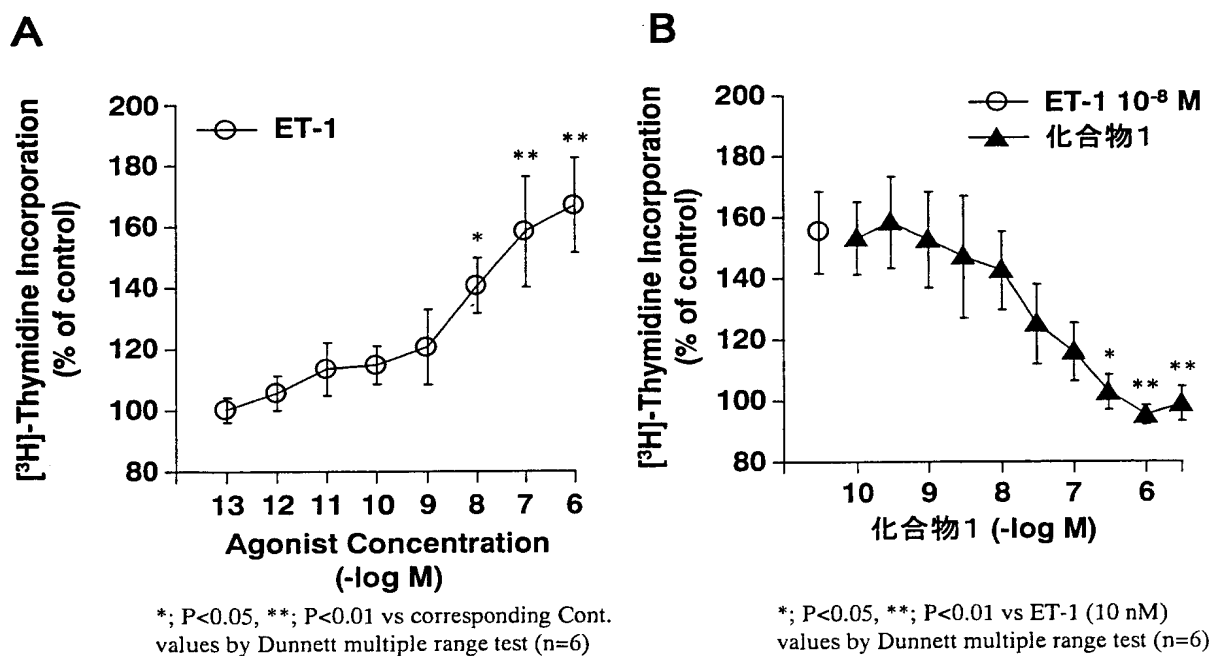 A
[³H]-Thymidine Incorporation
(% of control)
200
180
160
140
120
100
80
ET-1
*
**
**
13 12 11 10 9 8 7 6
Agonist Concentration
(-log M)
*; P<0.05, **; P<0.01 vs corresponding Cont.
values by Dunnett multiple range test (n=6)
B
[³H]-Thymidine Incorporation
(% of control)
200
180
160
140
120
100
80
ET-1 10⁻⁸ M
化合物1
*
**
**
10 9 8 7 6
化合物1 (-log M)
*; P<0.05, **; P<0.01 vs ET-1 (10 nM)
values by Dunnett multiple range test (n=6)